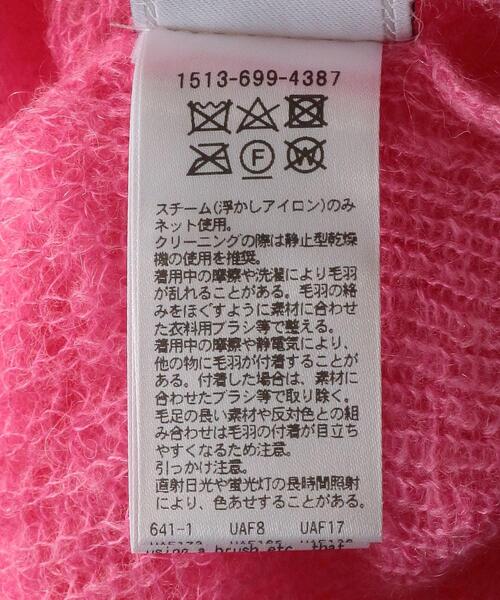 1513-699-4387
F
W
スチーム(浮かしアイロン)のみ
ネット使用。
クリーニングの際は静止型乾燥
機の使用を推奨。
着用中の摩擦や洗濯により毛羽
が乱れることがある。毛羽の絡
みをほぐすように素材に合わせ
た衣料用ブラシ等で整える。
着用中の摩擦や静電気により、
他の物に毛羽が付着することが
ある。付着した場合は、素材に
合わせたブラシ等で取り除く。
毛足の長い素材や反対色との組
み合わせは毛羽の付着が目立ち
やすくなるため注意。
引っかけ注意。
直射日光や蛍光灯の長時間照射
により、色あせすることがある。
641-1 UAF8 UAF17
using a brush etc. that